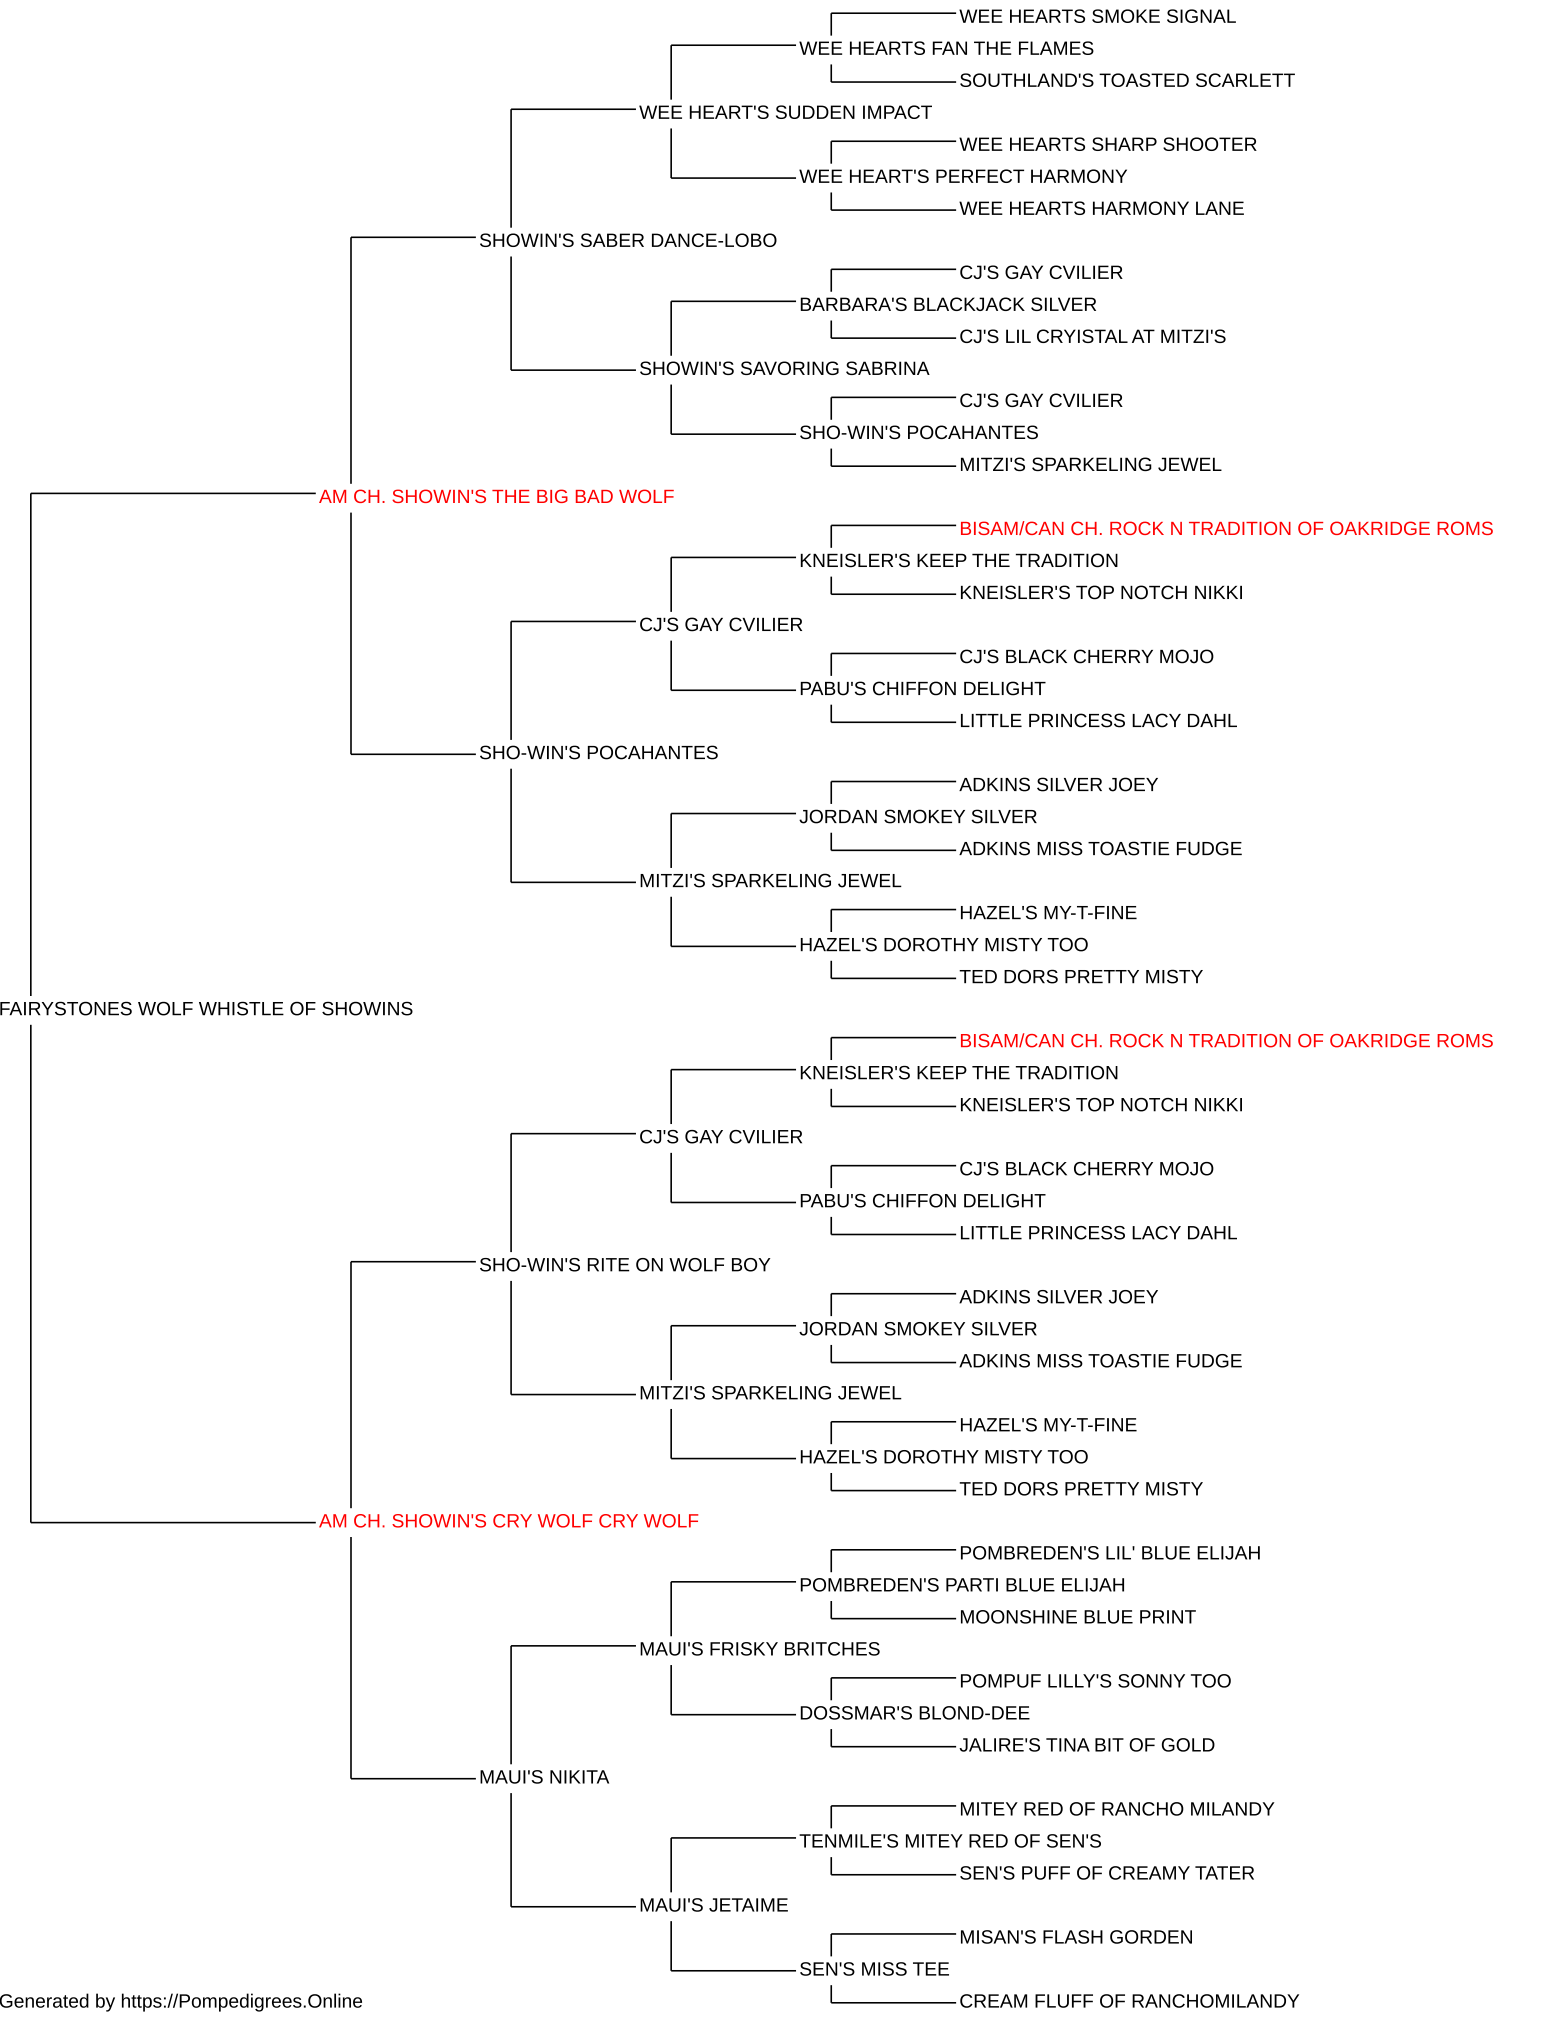 WEE HEARTS SMOKE SIGNAL
WEE HEARTS FAN THE FLAMES
SOUTHLAND'S TOASTED SCARLETT
WEE HEART'S SUDDEN IMPACT
WEE HEARTS SHARP SHOOTER
WEE HEART'S PERFECT HARMONY
WEE HEARTS HARMONY LANE
SHOWIN'S SABER DANCE-LOBO
CJ'S GAY CVILIER
BARBARA'S BLACKJACK SILVER
CJ'S LIL CRYISTAL AT MITZI'S
SHOWIN'S SAVORING SABRINA
CJ'S GAY CVILIER
SHO-WIN'S POCAHANTES
MITZI'S SPARKELING JEWEL
AM CH. SHOWIN'S THE BIG BAD WOLF
BISAM/CAN CH. ROCK N TRADITION OF OAKRIDGE ROMS
KNEISLER'S KEEP THE TRADITION
KNEISLER'S TOP NOTCH NIKKI
CJ'S GAY CVILIER
CJ'S BLACK CHERRY MOJO
PABU'S CHIFFON DELIGHT
LITTLE PRINCESS LACY DAHL
SHO-WIN'S POCAHANTES
ADKINS SILVER JOEY
JORDAN SMOKEY SILVER
ADKINS MISS TOASTIE FUDGE
MITZI'S SPARKELING JEWEL
HAZEL'S MY-T-FINE
HAZEL'S DOROTHY MISTY TOO
TED DORS PRETTY MISTY
FAIRYSTONES WOLF WHISTLE OF SHOWINS
BISAM/CAN CH. ROCK N TRADITION OF OAKRIDGE ROMS
KNEISLER'S KEEP THE TRADITION
KNEISLER'S TOP NOTCH NIKKI
CJ'S GAY CVILIER
CJ'S BLACK CHERRY MOJO
PABU'S CHIFFON DELIGHT
LITTLE PRINCESS LACY DAHL
SHO-WIN'S RITE ON WOLF BOY
ADKINS SILVER JOEY
JORDAN SMOKEY SILVER
ADKINS MISS TOASTIE FUDGE
MITZI'S SPARKELING JEWEL
HAZEL'S MY-T-FINE
HAZEL'S DOROTHY MISTY TOO
TED DORS PRETTY MISTY
AM CH. SHOWIN'S CRY WOLF CRY WOLF
POMBREDEN'S LIL' BLUE ELIJAH
POMBREDEN'S PARTI BLUE ELIJAH
MOONSHINE BLUE PRINT
MAUI'S FRISKY BRITCHES
POMPUF LILLY'S SONNY TOO
DOSSMAR'S BLOND-DEE
JALIRE'S TINA BIT OF GOLD
MAUI'S NIKITA
MITEY RED OF RANCHO MILANDY
TENMILE'S MITEY RED OF SEN'S
SEN'S PUFF OF CREAMY TATER
MAUI'S JETAIME
MISAN'S FLASH GORDEN
SEN'S MISS TEE
CREAM FLUFF OF RANCHOMILANDY
Generated by https://Pompedigrees.Online